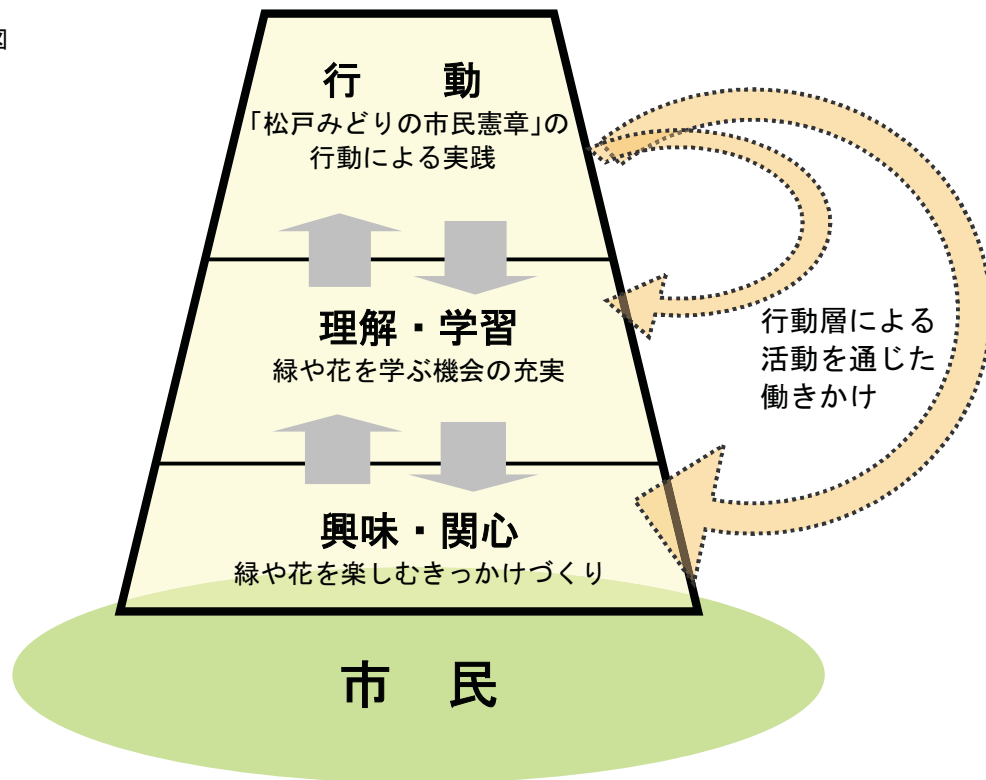 図
行　動
「松戸みどりの市民憲章」の
行動による実践
理解・学習
緑や花を学ぶ機会の充実
行動層による
活動を通じた
働きかけ
興味・関心
緑や花を楽しむきっかけづくり
市　民